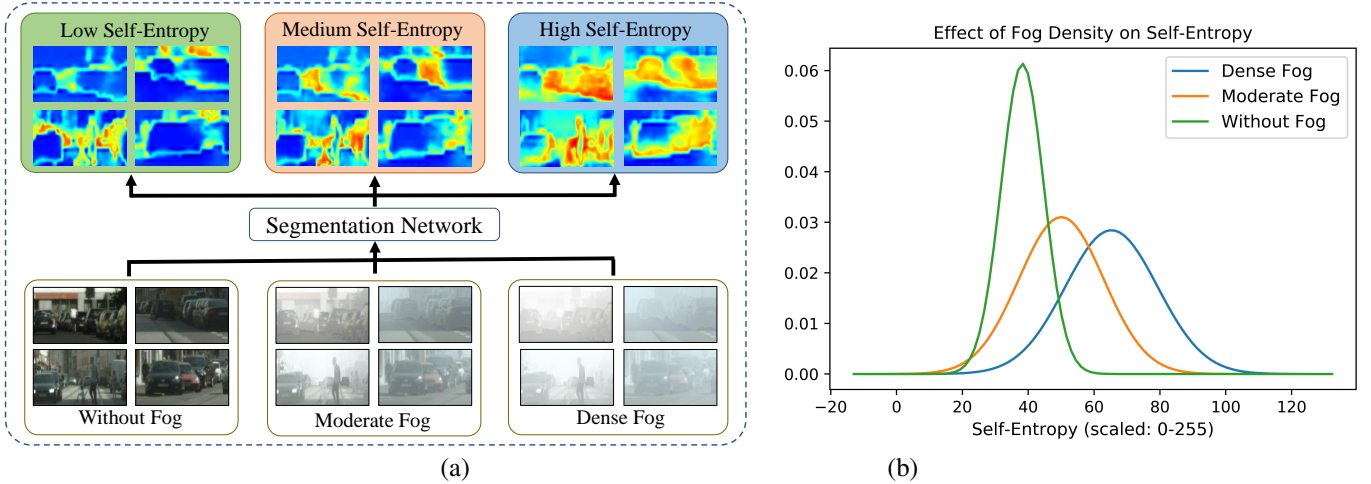 Low Self-Entropy
Medium Self-Entropy
High Self-Entropy
Segmentation Network
Without Fog
Moderate Fog
Dense Fog
(a)
Effect of Fog Density on Self-Entropy
Dense Fog
Moderate Fog
Without Fog
0.06
0.05
0.04
0.03
0.02
0.01
0.00
−20 0 20 40 60 80 100 120
Self-Entropy (scaled: 0-255)
(b)